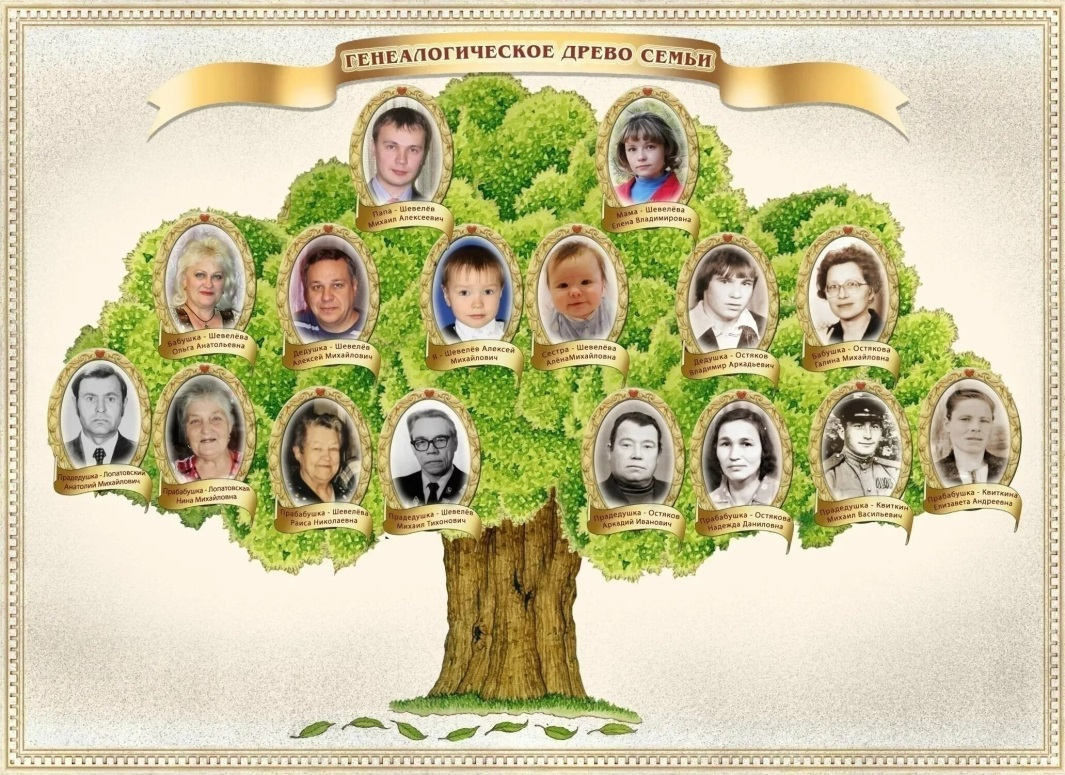 ГЕНЕАЛОГИЧЕСКОЕ ДРЕВО СЕМЬИ
Папа - Шевелёв
Михаил Алексеевич
Мама - Шевелёва
Елена Владимировна
Бабушка - Шевелёва
Ольга Анатольевна
Дедушка - Шевелёв
Алексей Михайлович
Я - Шевелёв Алексей
Михайлович
Сестра - Шевелёва
АлёнаМихайловна
Дедушка - Остяков
Владимир Аркадьевич
Бабушка - Остякова
Галина Михайловна
Прадедушка - Лопатовский
Анатолий Михайлович
Прабабушка - Лопатовская
Нина Михайловна
Прабабушка - Шевелёва
Раиса Николаевна
Прадедушка - Шевелёв
Михаил Тихонович
Прадедушка - Остяков
Аркадий Иванович
Прабабушка - Остякова
Надежда Даниловна
Прадедушка - Квиткин
Михаил Васильевич
Прабабушка - Квиткина
Елизавета Андреевна